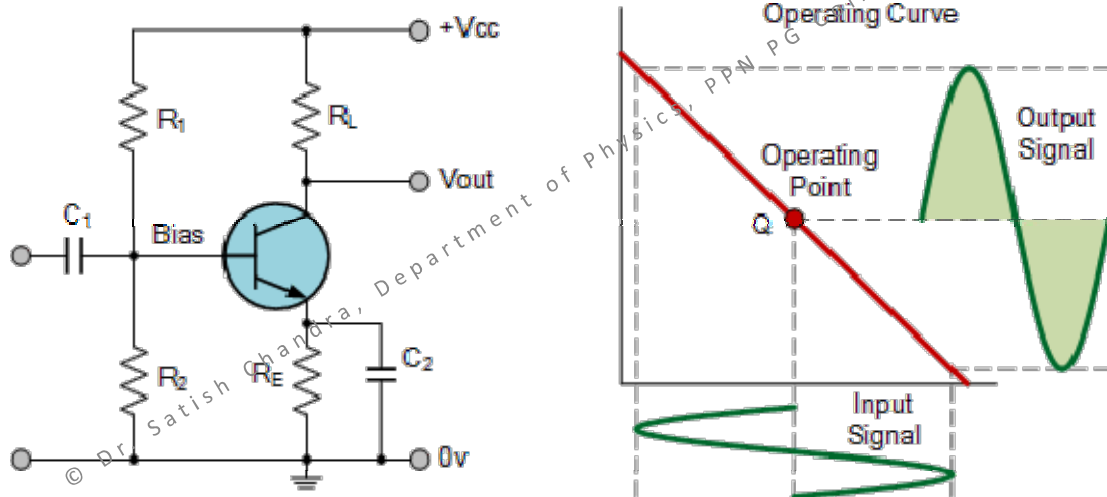 +Vcc
R1
RL
Vout
C1
Bias
R2
RE
C2
0v
Operating Curve
Operating
Point
Q
Output
Signal
Input
Signal
© Dr. Satish Chandra, Department of Physics, PPN PG